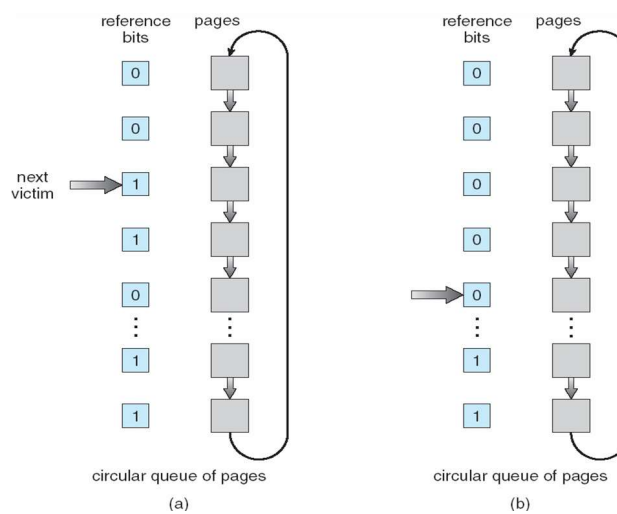 reference bits
pages
0
0
next victim
1
1
0
1
1
circular queue of pages
(a)
reference bits
pages
0
0
0
0
0
1
1
circular queue of pages
(b)